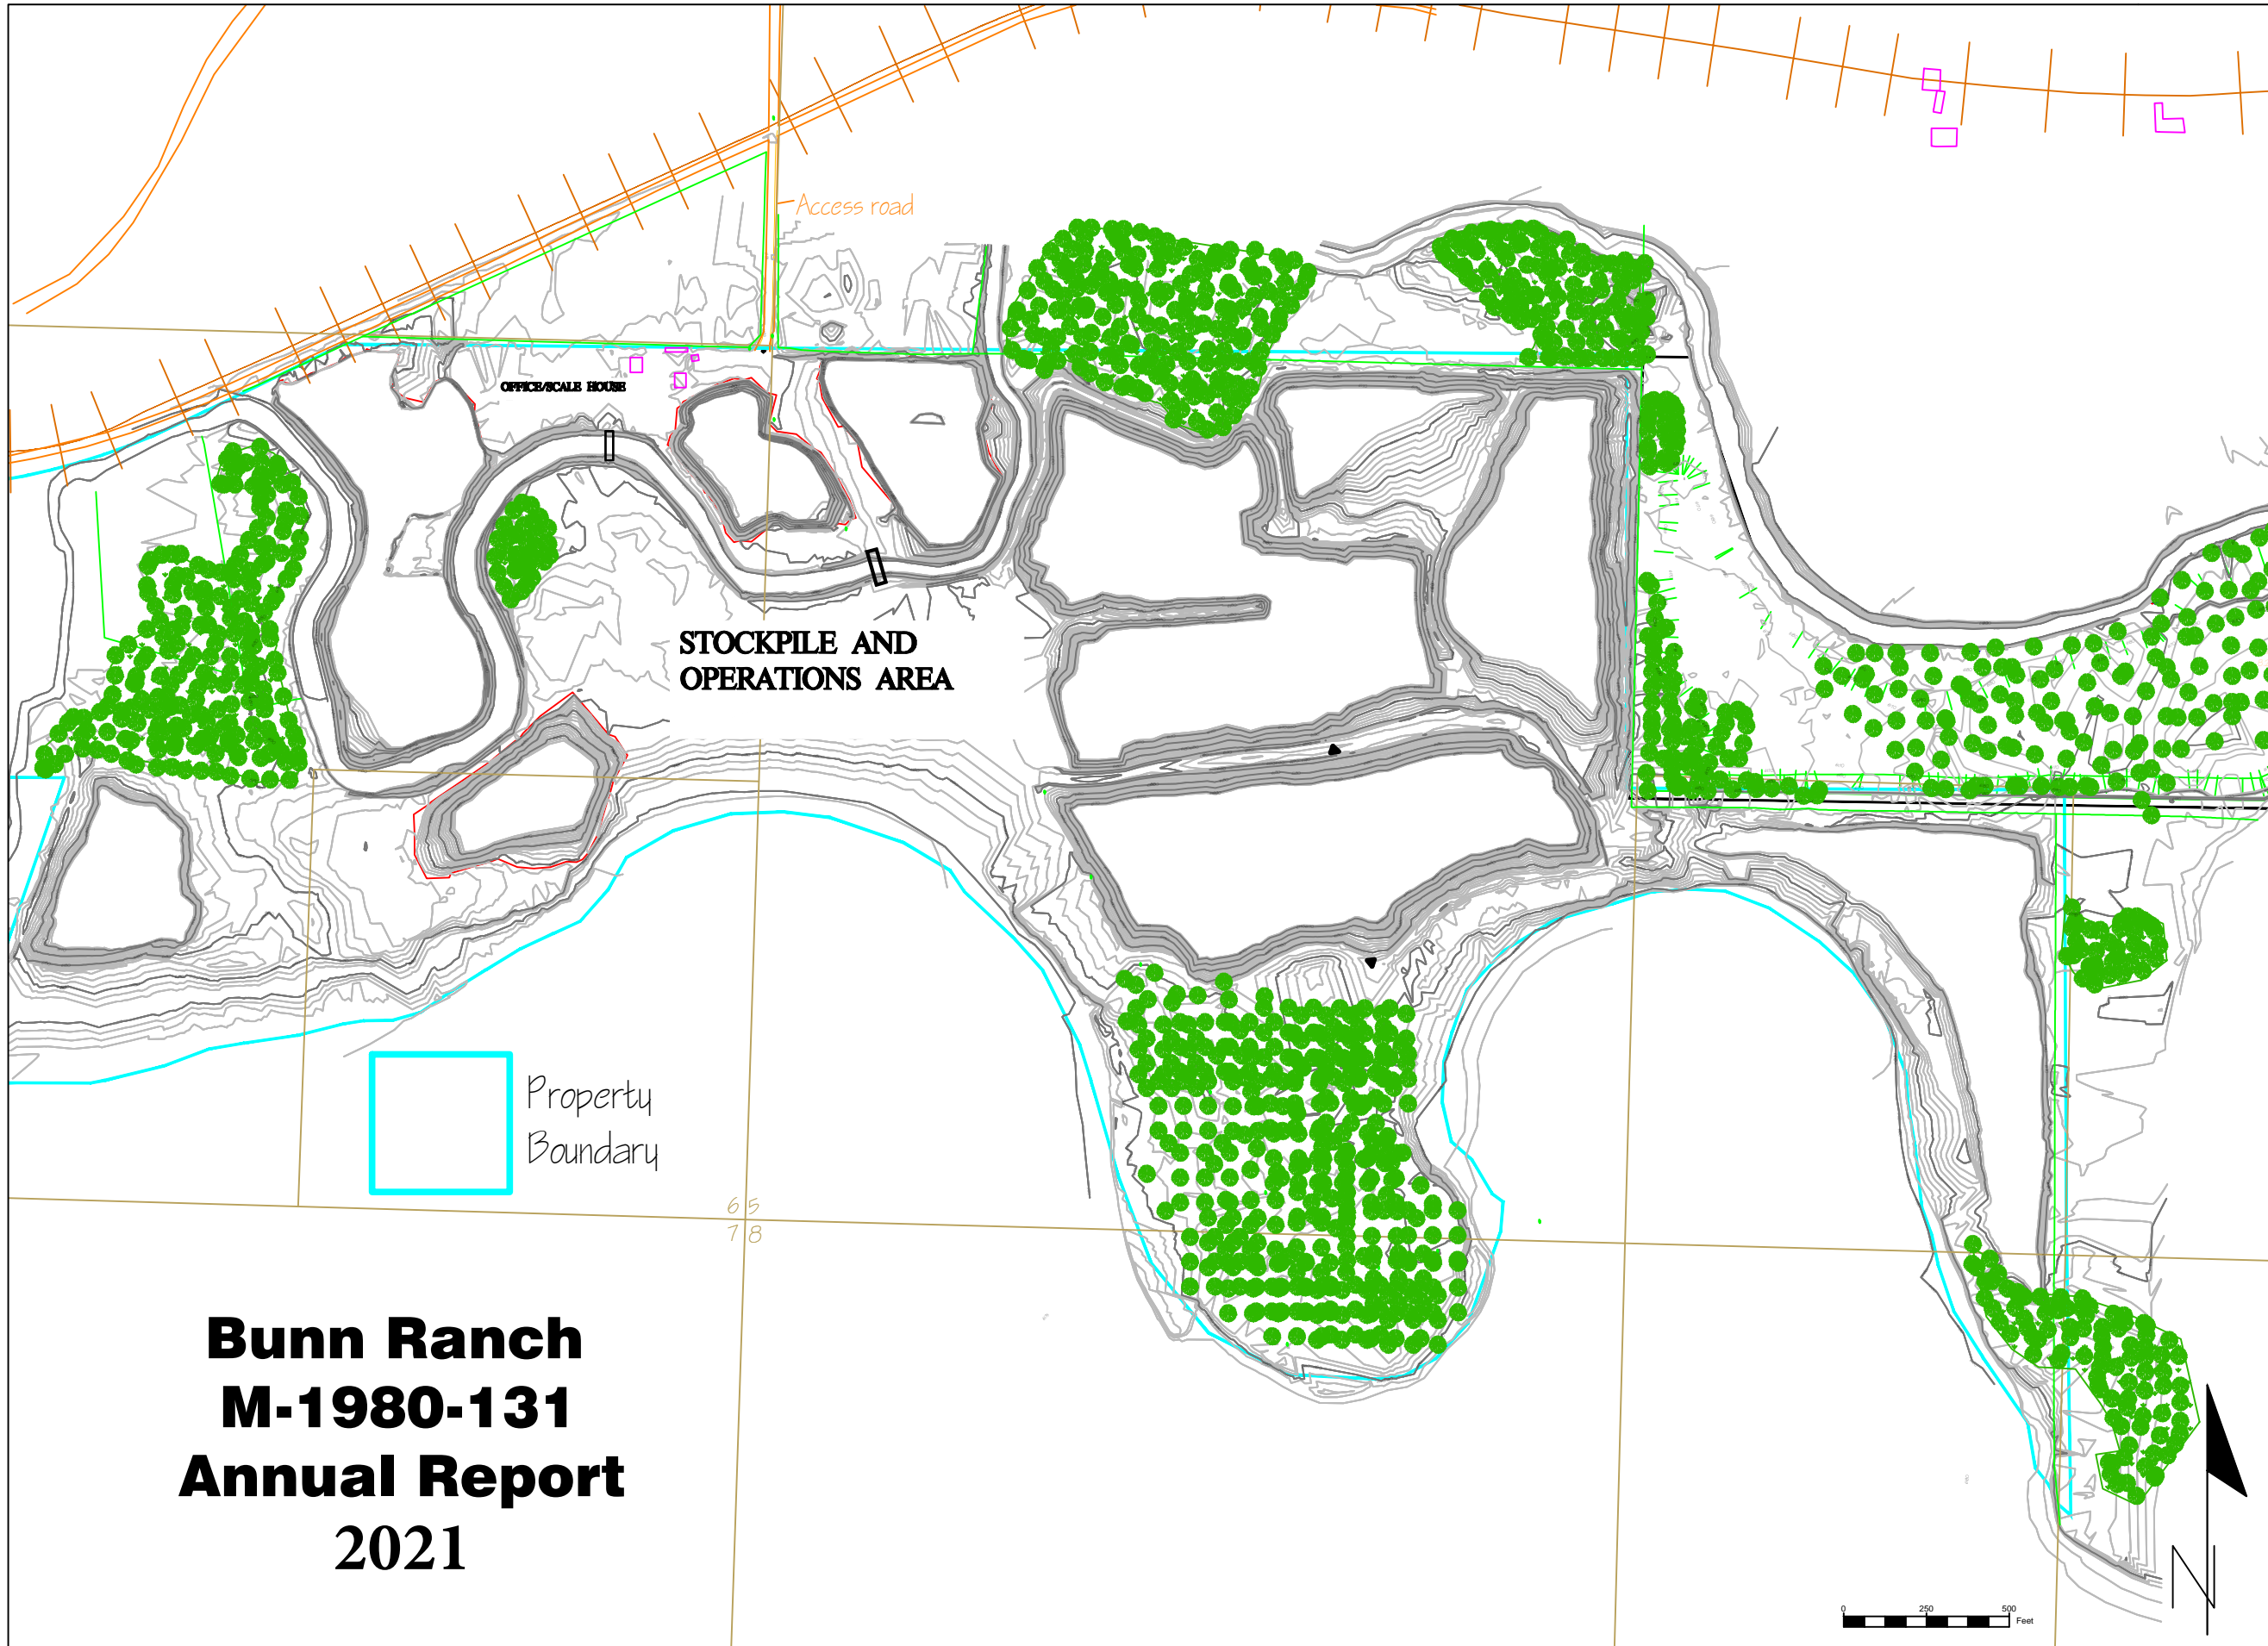 Access road
OFFICE/SCALE HOUSE
STOCKPILE AND
OPERATIONS AREA
Property
Boundary
6 5
7 8
Bunn Ranch
M-1980-131
Annual Report
2021
0 250 500
Feet
N